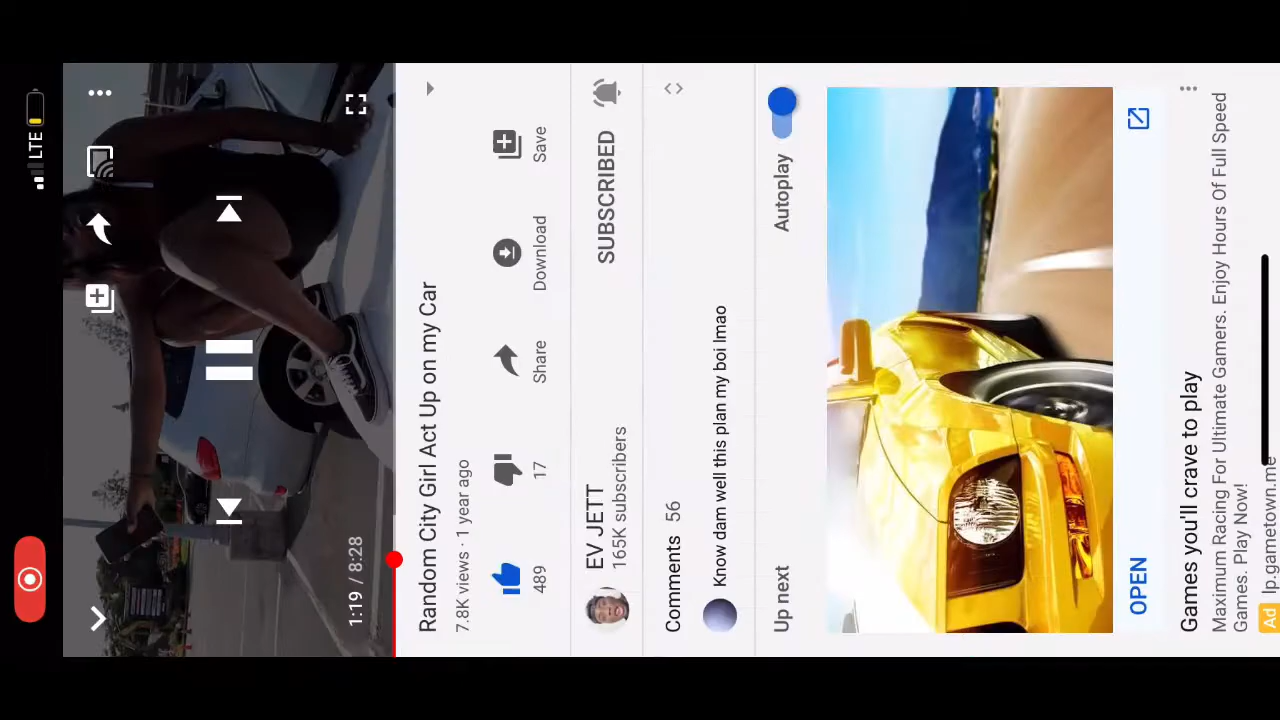 LTE
1:19 / 8:28
Random City Girl Act Up on my Car
7.8K views · 1 year ago
489
17
Share
Download
Save
EV JETT
165K subscribers
SUBSCRIBED
Comments 56
Know dam well this plan my boi lmao
Up next
Autoplay
OPEN
Games you'll crave to play
Maximum Racing For Ultimate Gamers. Enjoy Hours Of Full Speed
Games. Play Now!
Ad lp.gametown.me